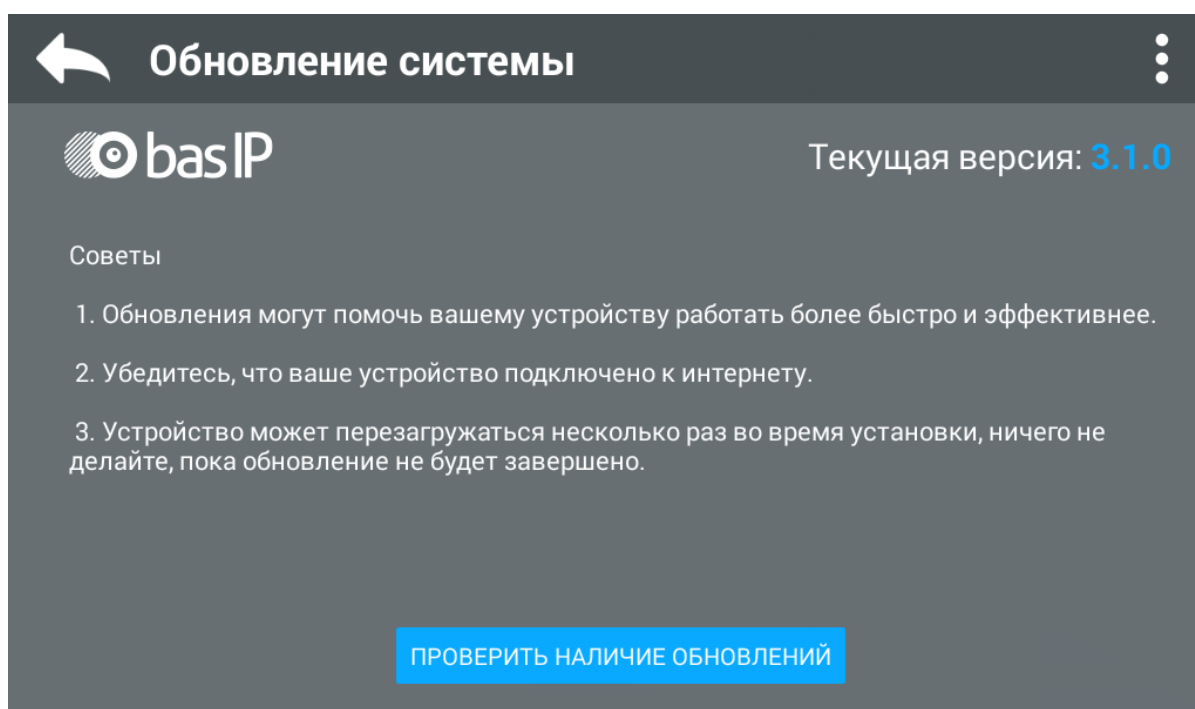 Обновление системы
bas IP
Текущая версия: 3.1.0
Советы
1. Обновления могут помочь вашему устройству работать более быстро и эффективнее.
2. Убедитесь, что ваше устройство подключено к интернету.
3. Устройство может перезагружаться несколько раз во время установки, ничего не
делайте, пока обновление не будет завершено.
ПРОВЕРИТЬ НАЛИЧИЕ ОБНОВЛЕНИЙ